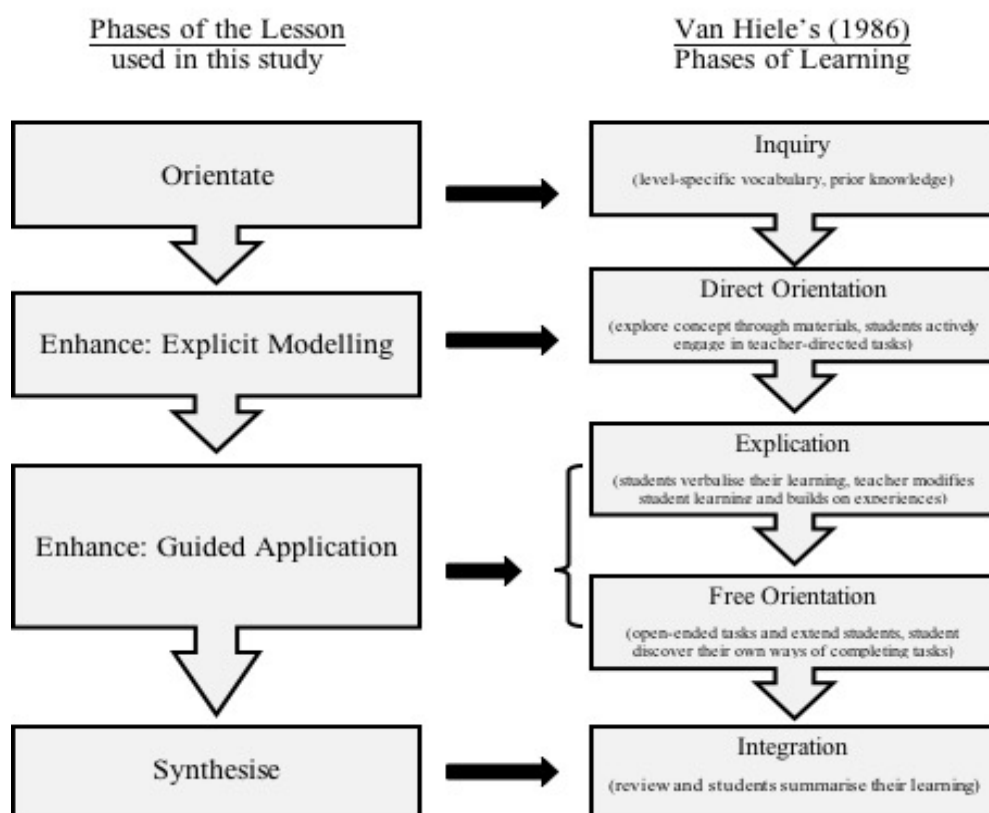 Phases of the Lesson
used in this study
Van Hiele's (1986)
Phases of Learning
Orientate
Inquiry
(level-specific vocabulary, prior knowledge)
Enhance: Explicit Modelling
Direct Orientation
(explore concept through materials, students actively
engage in teacher-directed tasks)
Enhance: Guided Application
Explication
(students verbalise their learning, teacher modifies
student learning and builds on experiences)
Free Orientation
(open-ended tasks and extend students, student
discover their own ways of completing tasks)
Synthesise
Integration
(review and students summarise their learning)